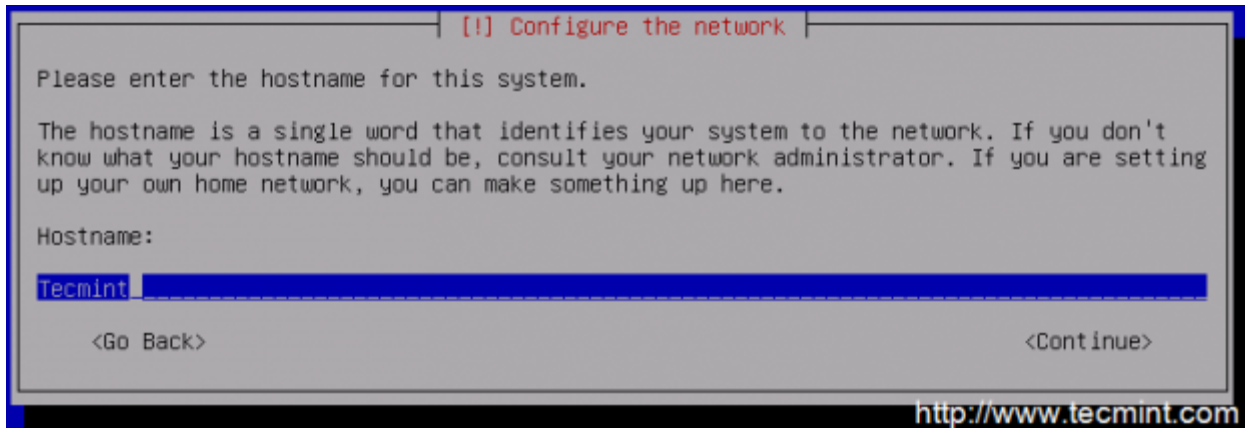 [!] Configure the network
Please enter the hostname for this system.
The hostname is a single word that identifies your system to the network. If you don't
know what your hostname should be, consult your network administrator. If you are setting
up your own home network, you can make something up here.
Hostname:
Tecmint
<Go Back> <Continue>
http://www.tecmint.com